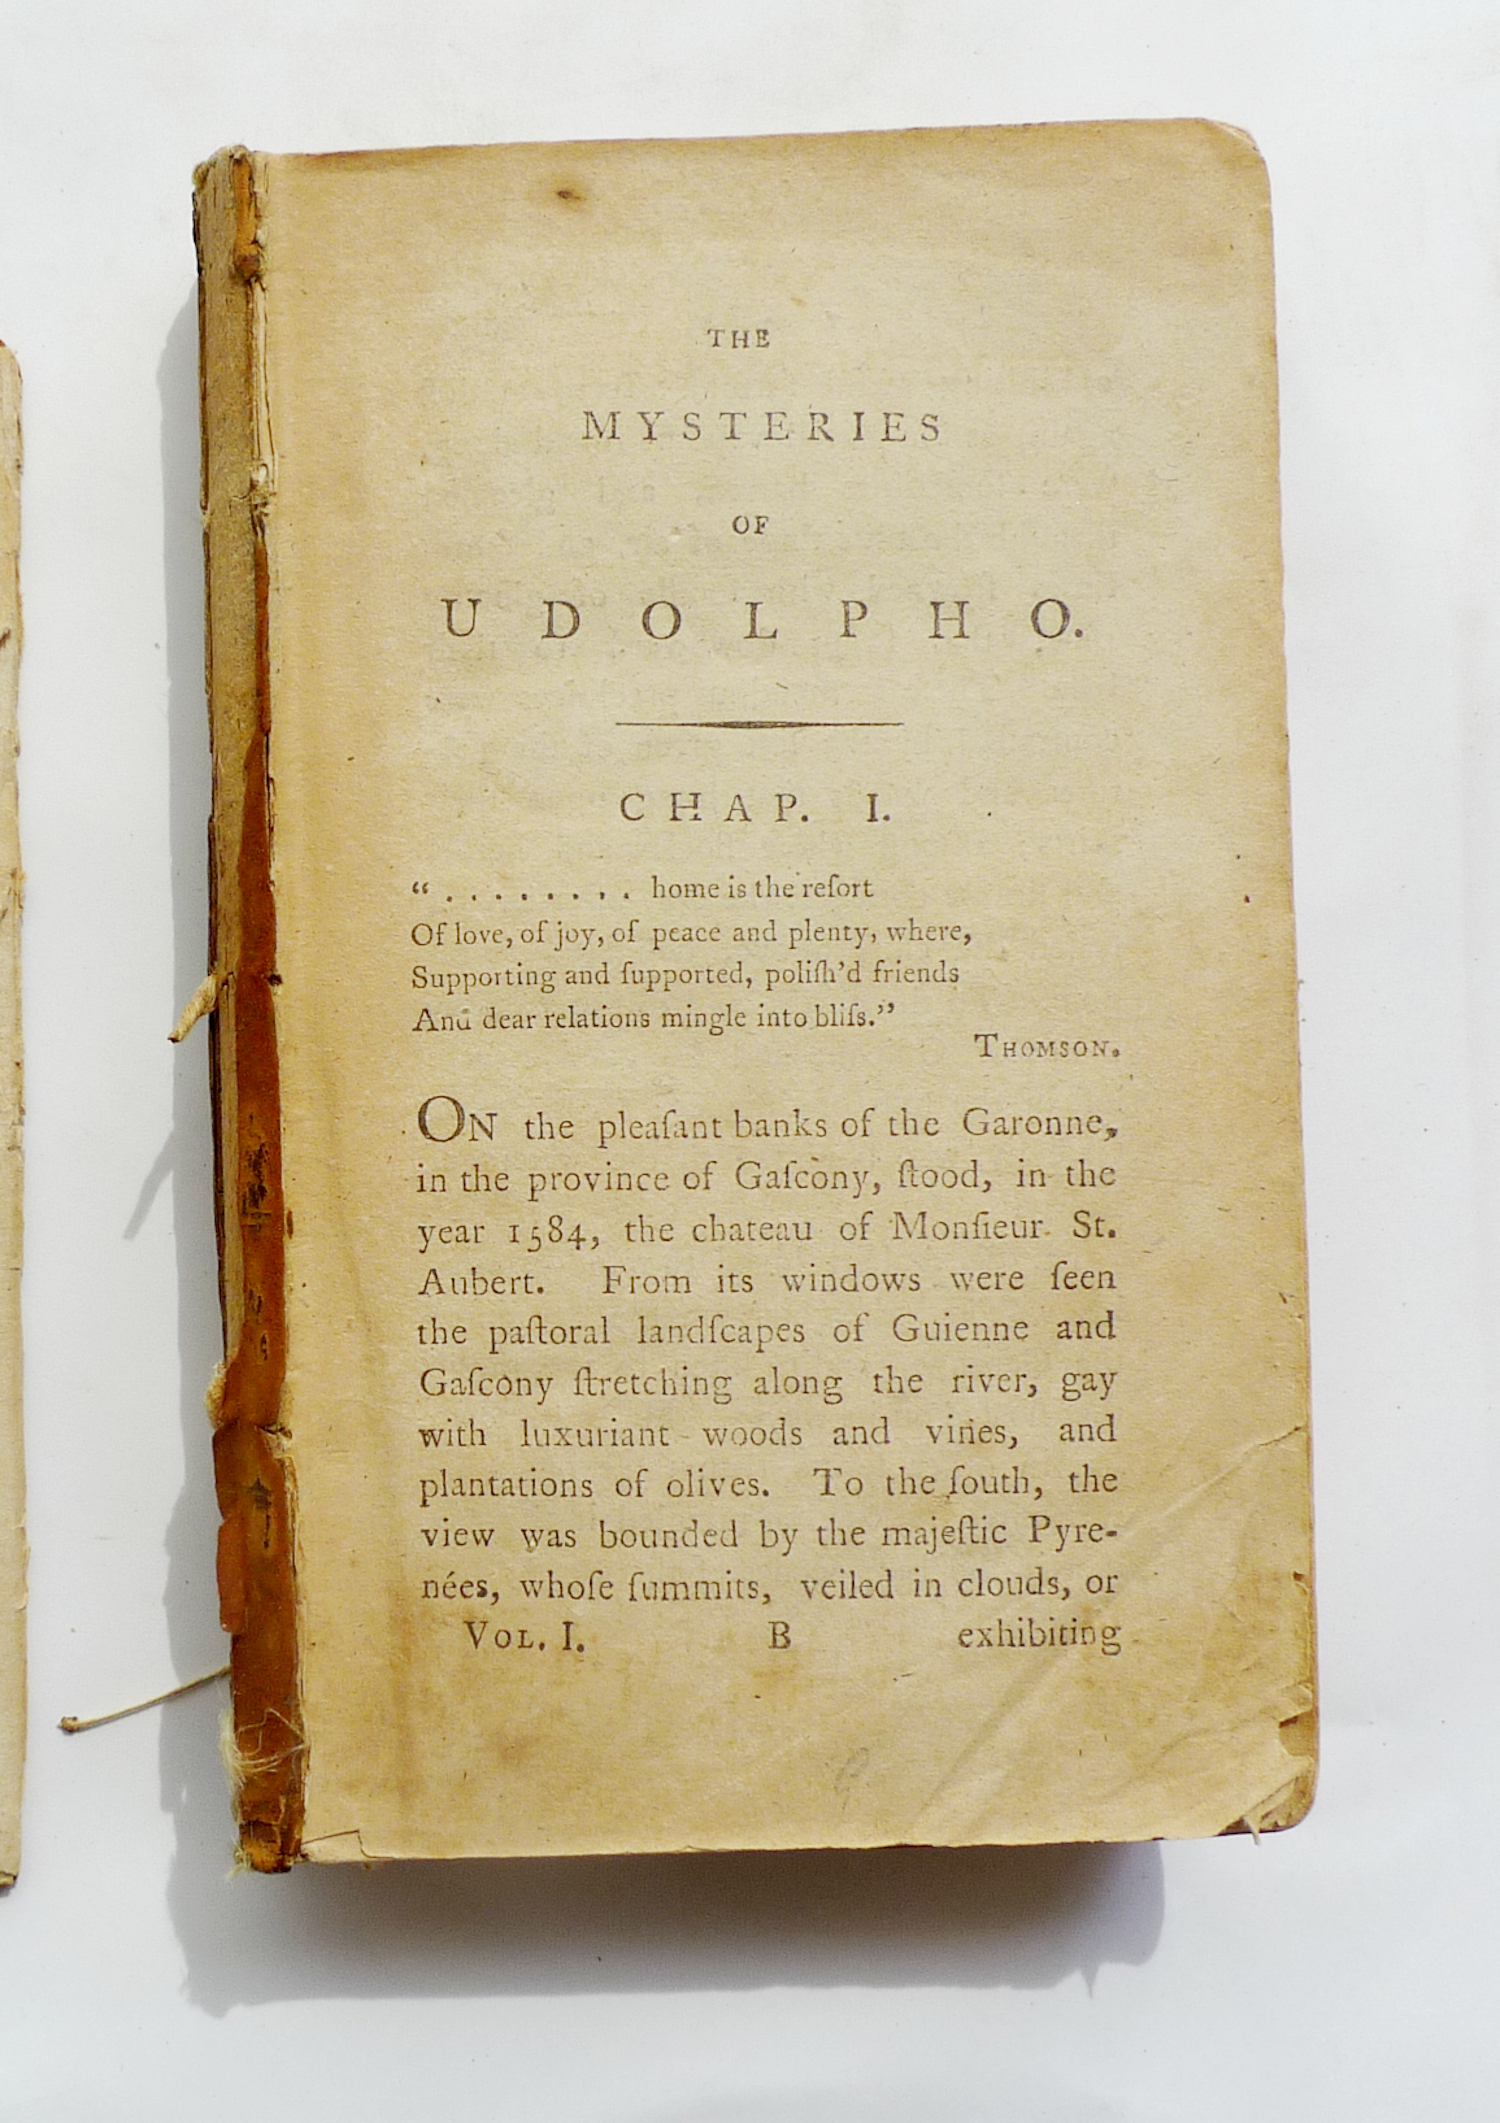 THE
MYSTERIES
OF
UDOLPHO.
CHAP. I.
“ . . . . . . . . home is the reſort
Of love, of joy, of peace and plenty, where,
Supporting and ſupported, poliſh’d friends
And dear relations mingle into bliſs.”
THOMSON.
ON the pleaſant banks of the Garonne,
in the province of Gaſcony, ſtood, in the
year 1584, the chateau of Monſieur St.
Aubert. From its windows were ſeen
the paſtoral landſcapes of Guienne and
Gaſcony ſtretching along the river, gay
with luxuriant woods and vines, and
plantations of olives. To the ſouth, the
view was bounded by the majeſtic Pyre-
nées, whoſe ſummits, veiled in clouds, or
VOL. I. B exhibiting